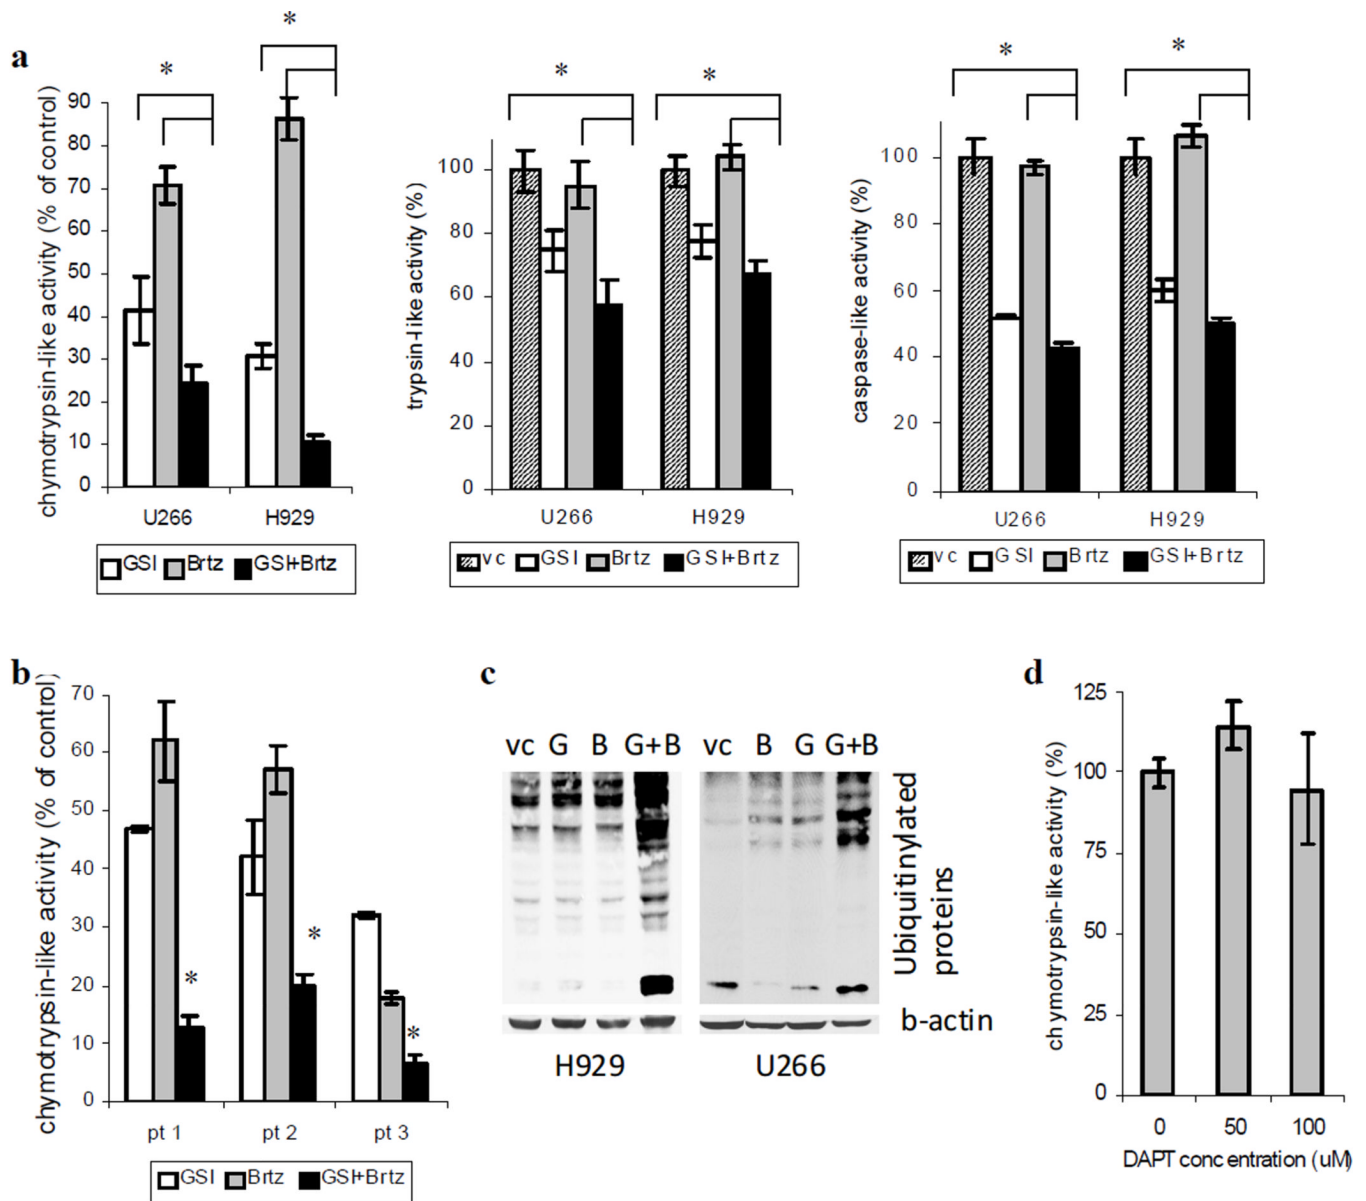 a
*
*
chymotrypsin-like activity (% of control)
90
80
70
60
50
40
30
20
10
0
U266
H929
GSI
Brtz
GSI+Brtz
*
*
trypsin-like activity (%)
100
80
60
40
20
0
U266
H929
vc
GSI
Brtz
GSI+Brtz
*
*
caspase-like activity (%)
100
80
60
40
20
0
U266
H929
vc
GSI
Brtz
GSI+Brtz
b
chymotrypsin-like activity (% of control)
70
60
50
40
30
20
10
0
*
*
*
pt 1
pt 2
pt 3
GSI
Brtz
GSI+Brtz
c
vc G B G+B
vc B G G+B
Ubiquitinylated
proteins
b-actin
H929
U266
d
chymotrypsin-like activity (%)
125
100
75
50
25
0
0
50
100
DAPT concentration (uM)